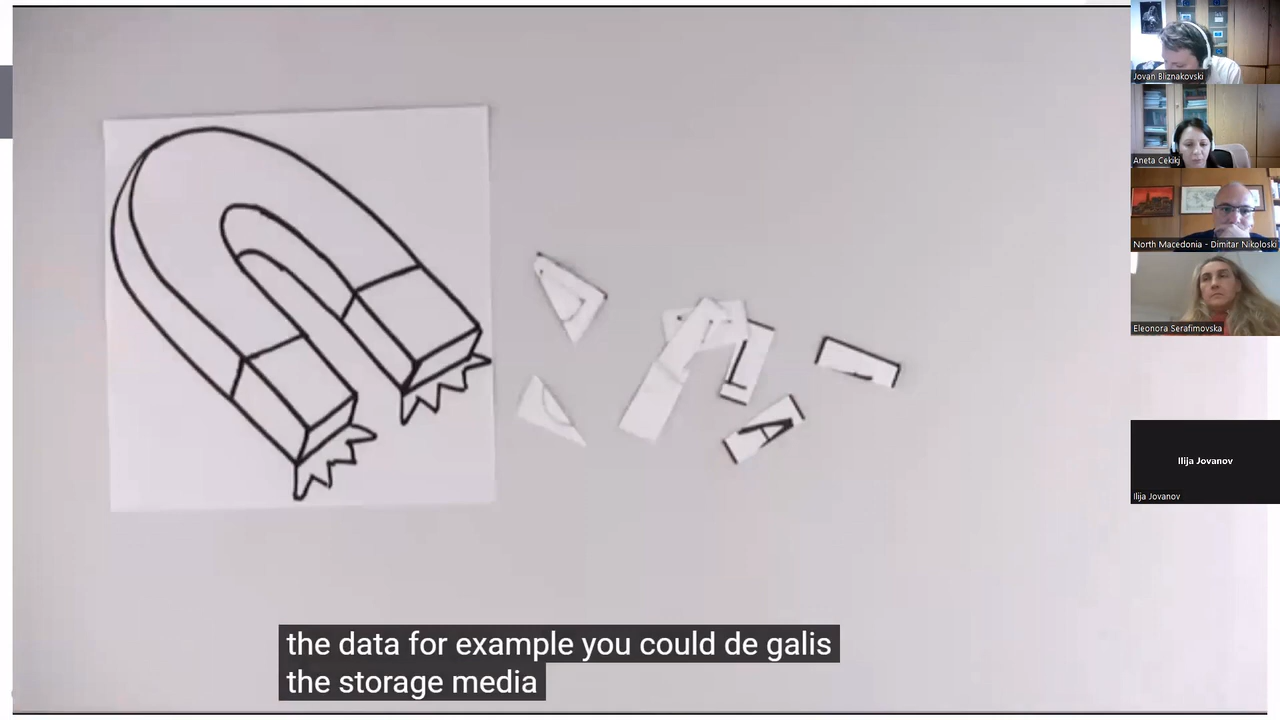 Jovan Bliznakovski
Aneta Cekikj
North Macedonia - Dimitar Nikoloski
Eleonora Serafimovska
Ilija Jovanov
Ilija Jovanov
A
the data for example you could de galis
the storage media